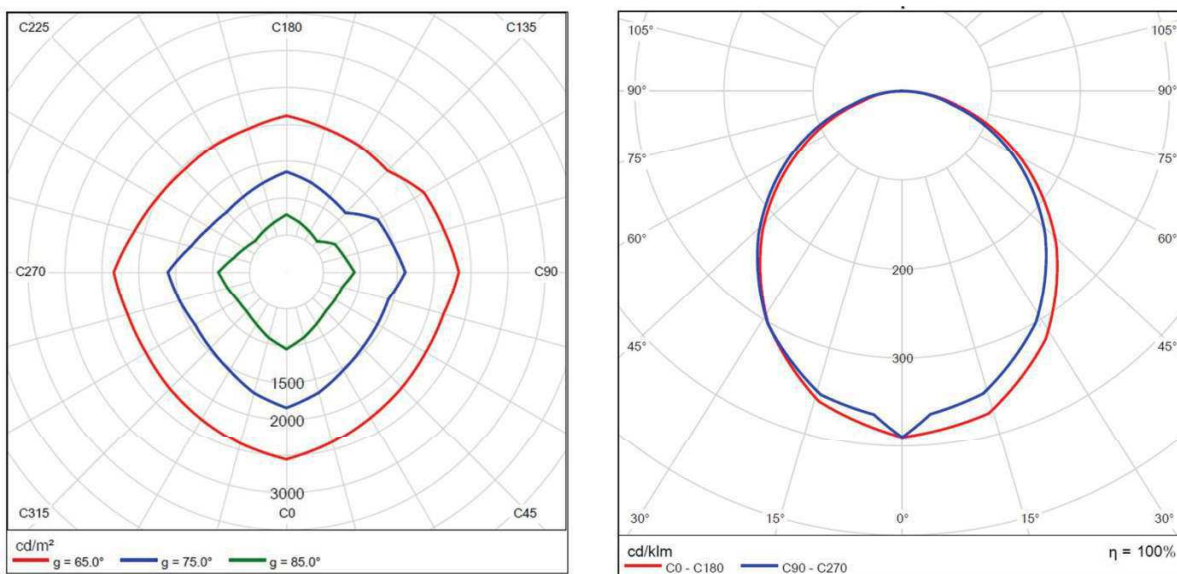 C225 C180 C135
C270 C90
1500
2000
3000
C315 C0 C45
cd/m²
g = 65.0° g = 75.0° g = 85.0°
105° 105°
90° 90°
75° 75°
60° 60°
200
45° 45°
300
30° 15° 0° 15° 30°
cd/klm η = 100%
C0 - C180 C90 - C270